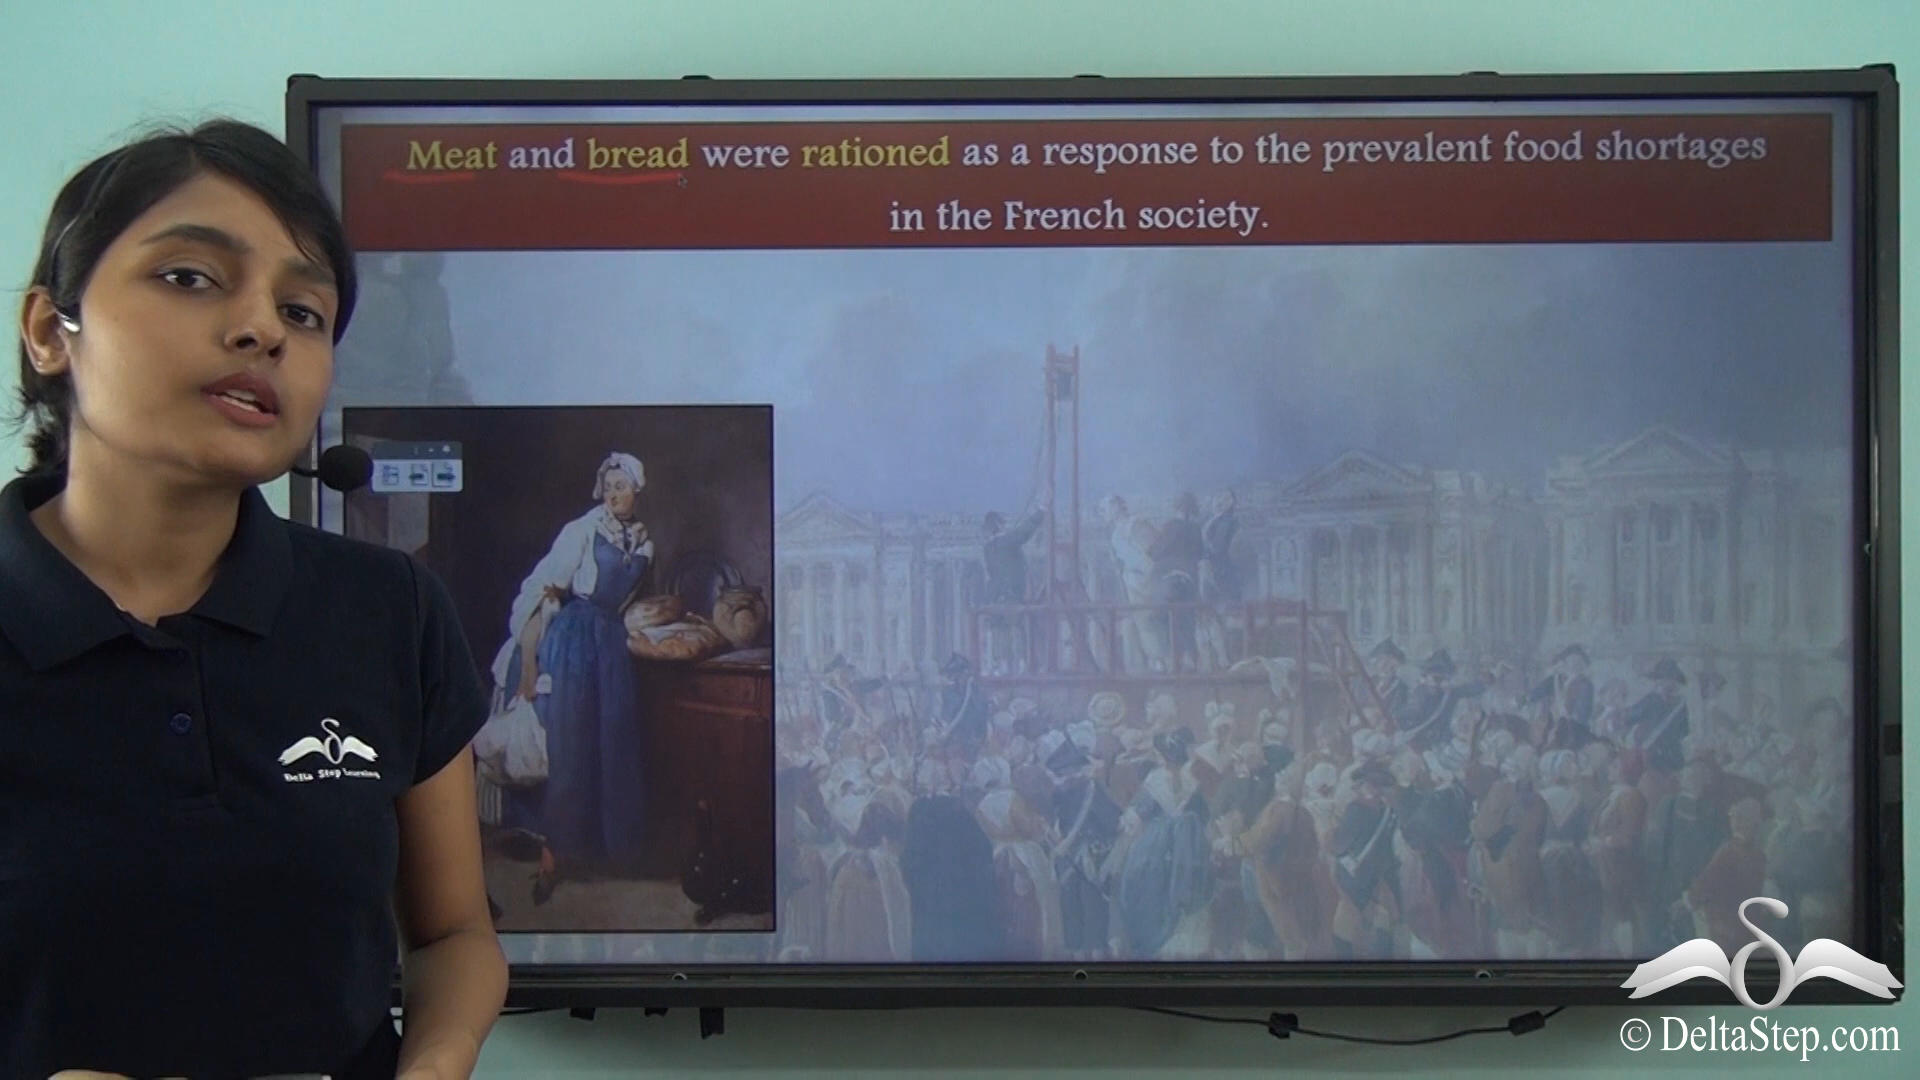 Meat and bread were rationed as a response to the prevalent food shortages
in the French society.
Delta Step Learning
© DeltaStep.com